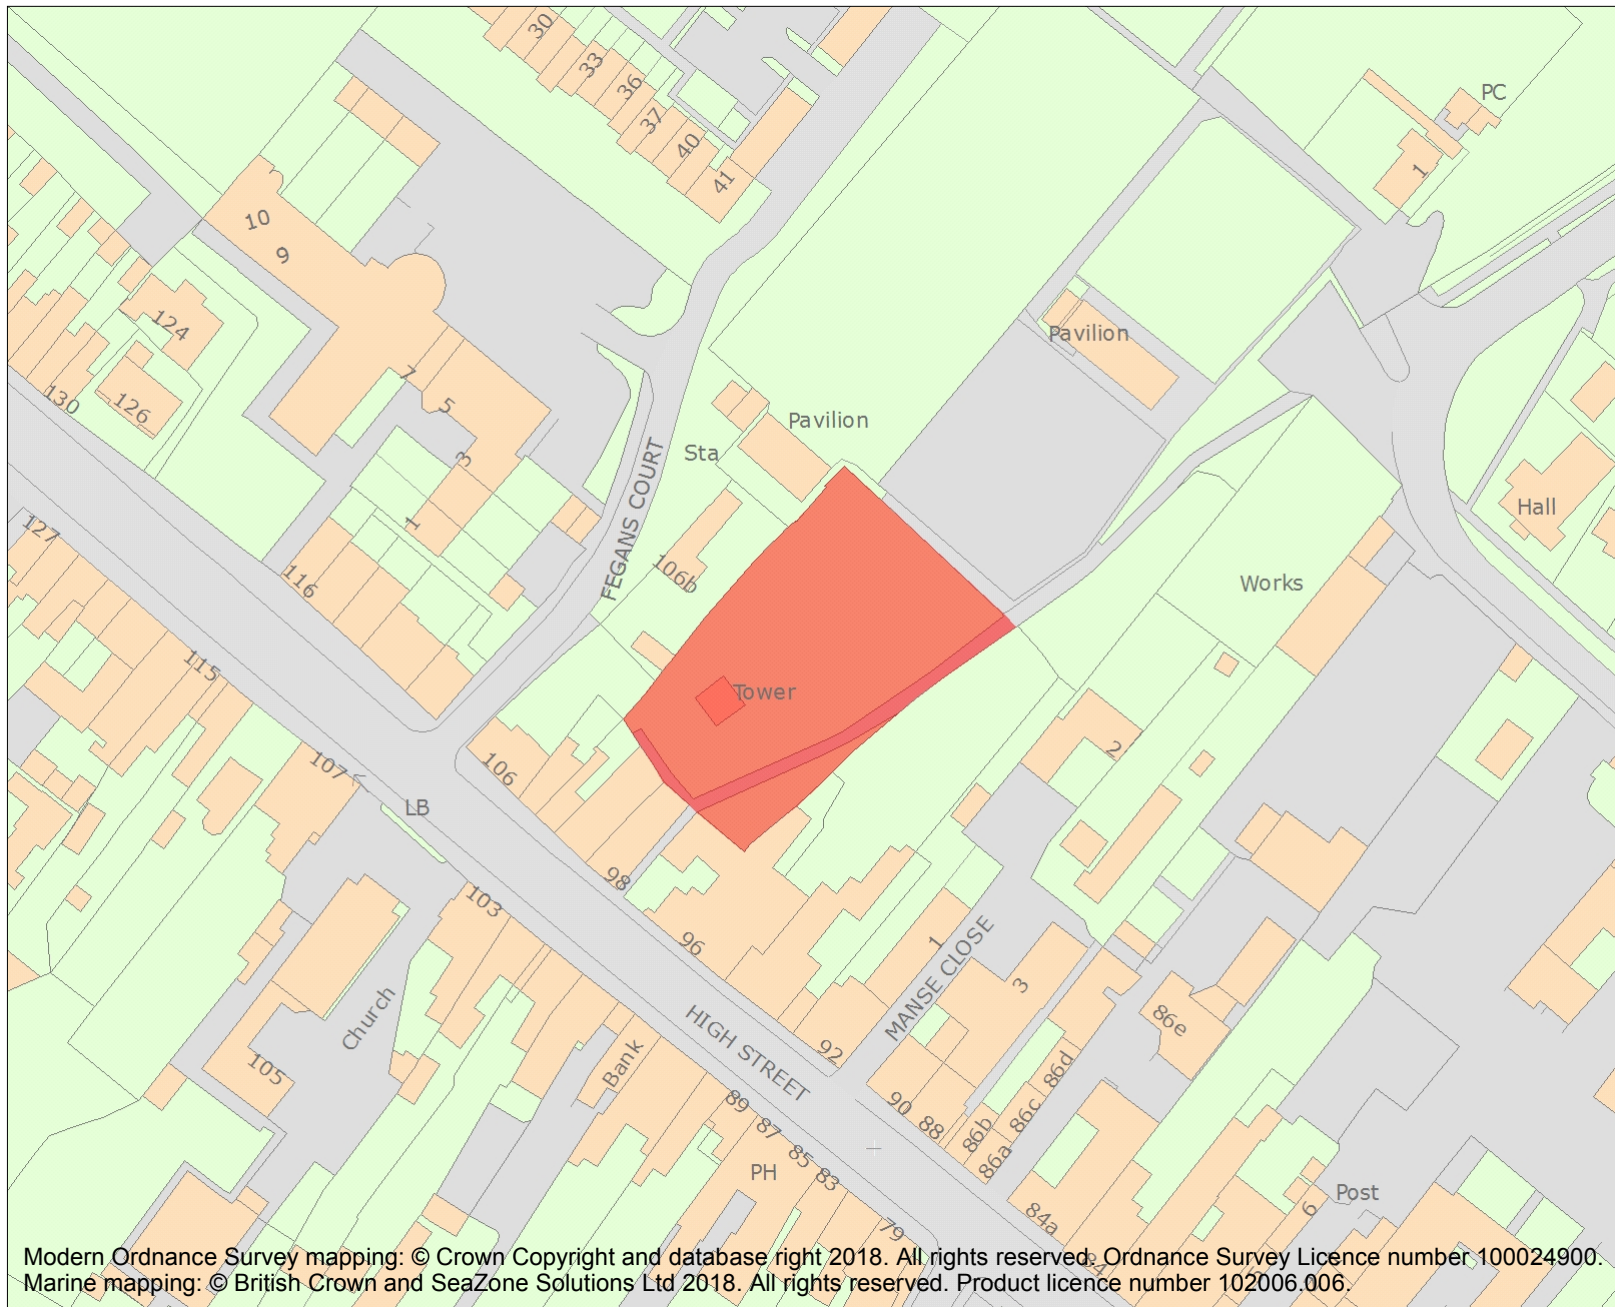 30
33
36
37
40
41
PC
1
10
9
124
126
130
7
5
3
1
116
127
Pavilion
Pavilion
Sta
FEGANS COURT
106b
Hall
Works
Tower
115
107
LB
106
98
2
103
96
1
MANSE CLOSE
3
86e
Church
105
Bank
HIGH STREET
92
90
88
86b
86a
86c
86d
89
87
85
83
PH
79
84a
84
6
Post
Modern Ordnance Survey mapping: © Crown Copyright and database right 2018. All rights reserved. Ordnance Survey Licence number 100024900.
Marine mapping: © British Crown and SeaZone Solutions Ltd 2018. All rights reserved. Product licence number 102006.006.